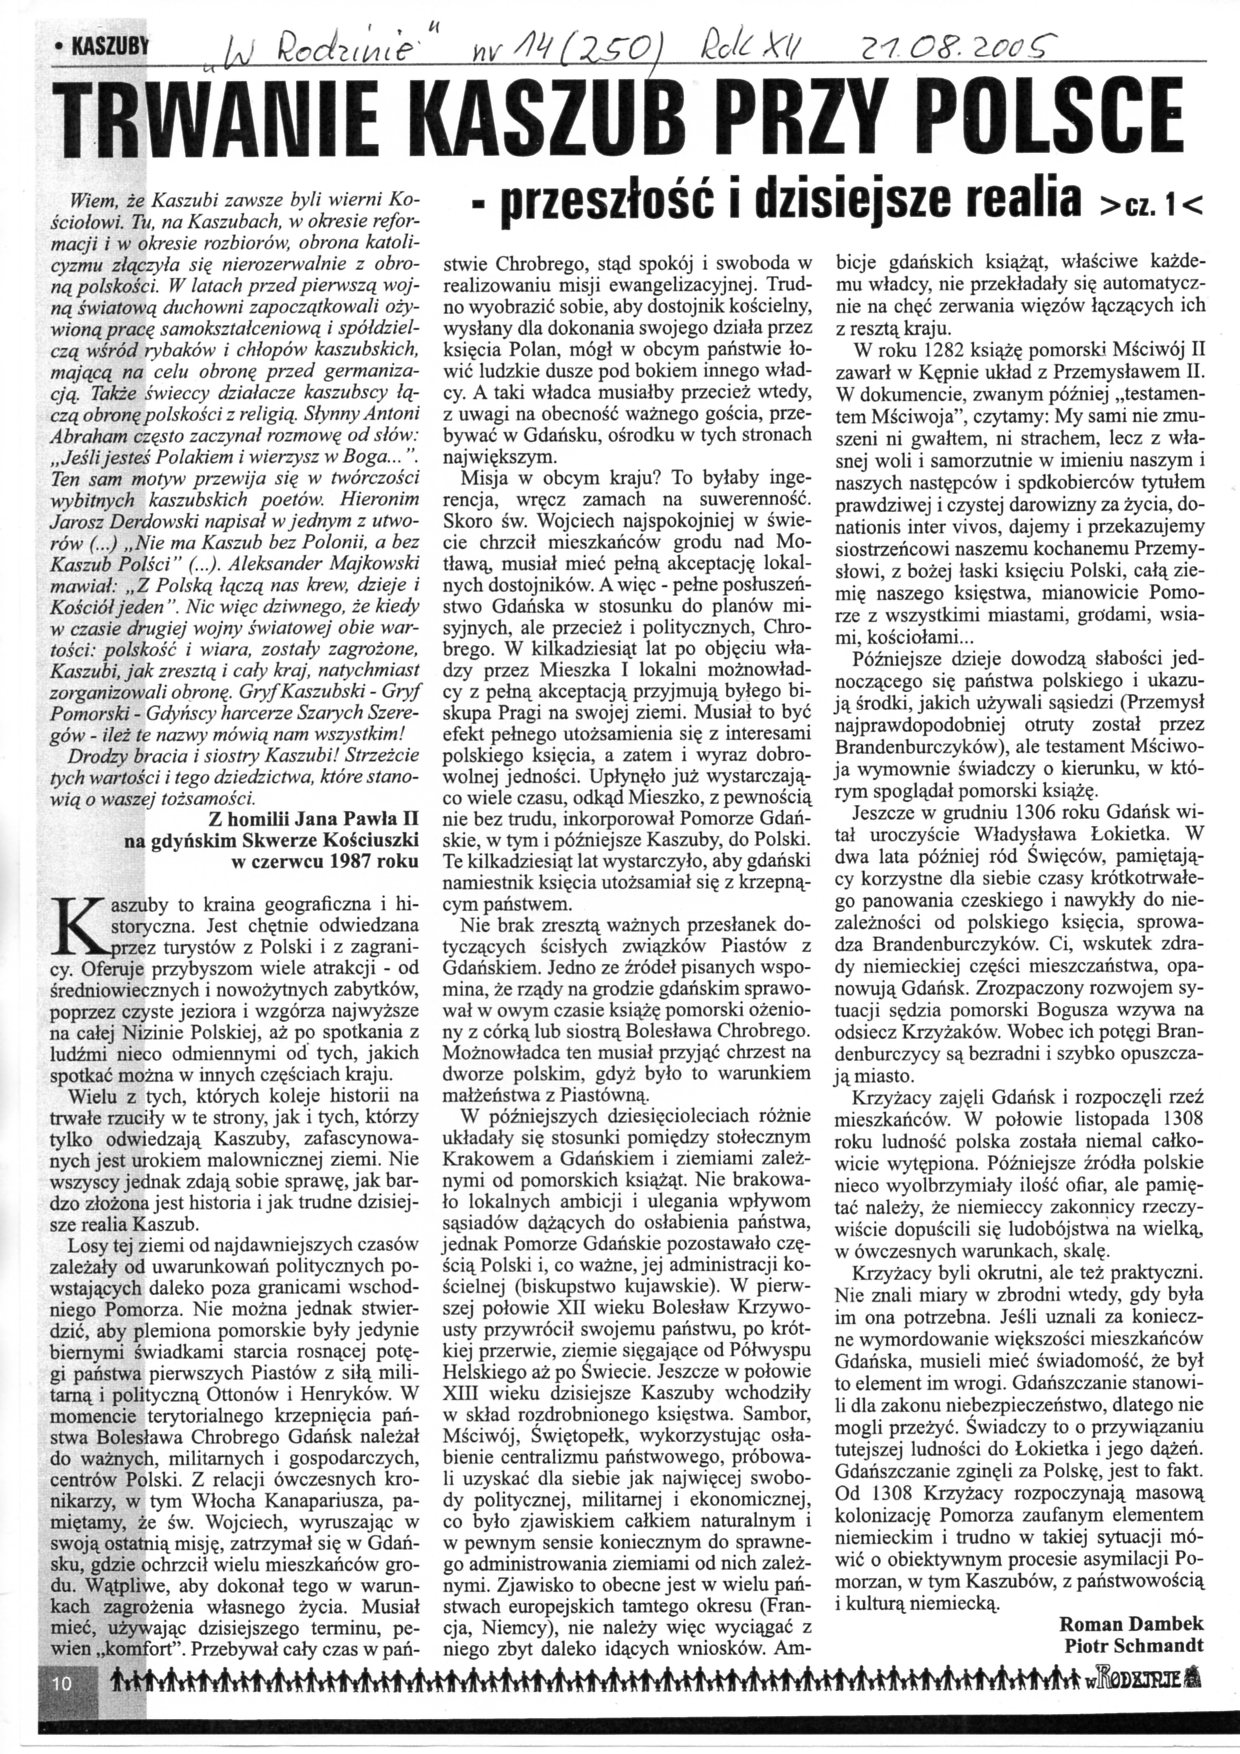 • KASZUBY
„W Rodzinie" nr 14 (250) Rok XII 21.08.2005
TRWANIE KASZUB PRZY POLSCE
- przeszłość i dzisiejsze realia >cz. 1<
Wiem, że Kaszubi zawsze byli wierni Ko-
ściołowi. Tu, na Kaszubach, w okresie refor-
macji i w okresie rozbiorów, obrona katoli-
cyzmu złączyła się nierozerwalnie z obro-
ną polskości. W latach przed pierwszą woj-
ną światową duchowni zapoczątkowali oży-
wioną pracę samokształceniową i spółdziel-
czą wśród rybaków i chłopów kaszubskich,
mającą na celu obronę przed germaniza-
cją. Także świeccy działacze kaszubscy łą-
czą obronę polskości z religią. Słynny Antoni
Abraham często zaczynał rozmowę od słów:
„Jeśli jesteś Polakiem i wierzysz w Boga...”.
Ten sam motyw przewija się w twórczości
wybitnych kaszubskich poetów. Hieronim
Jarosz Derdowski napisał w jednym z utwo-
rów (...) „Nie ma Kaszub bez Polonii, a bez
Kaszub Polści” (...). Aleksander Majkowski
mawiał: „Z Polską łączą nas krew, dzieje i
Kościół jeden”. Nic więc dziwnego, że kiedy
w czasie drugiej wojny światowej obie war-
tości: polskość i wiara, zostały zagrożone,
Kaszubi, jak zresztą i cały kraj, natychmiast
zorganizowali obronę. Gryf Kaszubski - Gryf
Pomorski - Gdyńscy harcerze Szarych Szere-
gów - ileż te nazwy mówią nam wszystkim!
Drodzy bracia i siostry Kaszubi! Strzeżcie
tych wartości i tego dziedzictwa, które stano-
wią o waszej tożsamości.
Z homilii Jana Pawła II
na gdyńskim Skwerze Kościuszki
w czerwcu 1987 roku
Kaszuby to kraina geograficzna i hi-
storyczna. Jest chętnie odwiedzana
przez turystów z Polski i z zagrani-
cy. Oferuje przybyszom wiele atrakcji - od
średniowiecznych i nowożytnych zabytków,
poprzez czyste jeziora i wzgórza najwyższe
na całej Nizinie Polskiej, aż po spotkania z
ludźmi nieco odmiennymi od tych, jakich
spotkać można w innych częściach kraju.
Wielu z tych, których koleje historii na
trwałe rzuciły w te strony, jak i tych, którzy
tylko odwiedzają Kaszuby, zafascynowa-
nych jest urokiem malowniczej ziemi. Nie
wszyscy jednak zdają sobie sprawę, jak bar-
dzo złożona jest historia i jak trudne dzisiej-
sze realia Kaszub.
Losy tej ziemi od najdawniejszych czasów
zależały od uwarunkowań politycznych po-
wstających daleko poza granicami wschod-
niego Pomorza. Nie można jednak stwier-
dzić, aby plemiona pomorskie były jedynie
biernymi świadkami starcia rosnącej potę-
gi państwa pierwszych Piastów z siłą mili-
tarną i polityczną Ottonów i Henryków. W
momencie terytorialnego krzepnięcia pań-
stwa Bolesława Chrobrego Gdańsk należał
do ważnych, militarnych i gospodarczych,
centrów Polski. Z relacji ówczesnych kro-
nikarzy, w tym Włocha Kanapariusza, pa-
miętamy, że św. Wojciech, wyruszając w
swoją ostatnią misję, zatrzymał się w Gdań-
sku, gdzie ochrzcił wielu mieszkańców gro-
du. Wątpliwe, aby dokonał tego w warun-
kach zagrożenia własnego życia. Musiał
mieć, używając dzisiejszego terminu, pe-
wien „komfort”. Przebywał cały czas w pań-
stwie Chrobrego, stąd spokój i swoboda w
realizowaniu misji ewangelizacyjnej. Trud-
no wyobrazić sobie, aby dostojnik kościelny,
wysłany dla dokonania swojego działa przez
księcia Polan, mógł w obcym państwie ło-
wić ludzkie dusze pod bokiem innego wład-
cy. A taki władca musiałby przecież wtedy,
z uwagi na obecność ważnego gościa, prze-
bywać w Gdańsku, ośrodku w tych stronach
największym.
Misja w obcym kraju? To byłaby inge-
rencja, wręcz zamach na suwerenność.
Skoro św. Wojciech najspokojniej w świe-
cie chrzcił mieszkańców grodu nad Mo-
tławą, musiał mieć pełną akceptację lokal-
nych dostojników. A więc - pełne posłuszeń-
stwo Gdańska w stosunku do planów mi-
syjnych, ale przecież i politycznych, Chro-
brego. W kilkadziesiąt lat po objęciu wła-
dzy przez Mieszka I lokalni możnowład-
cy z pełną akceptacją przyjmują byłego bi-
skupa Pragi na swojej ziemi. Musiał to być
efekt pełnego utożsamienia się z interesami
polskiego księcia, a zatem i wyraz dobro-
wolnej jedności. Upłynęło już wystarczają-
co wiele czasu, odkąd Mieszko, z pewnością
nie bez trudu, inkorporował Pomorze Gdań-
skie, w tym i późniejsze Kaszuby, do Polski.
Te kilkadziesiąt lat wystarczyło, aby gdański
namiestnik księcia utożsamiał się z krzepną-
cym państwem.
Nie brak zresztą ważnych przesłanek do-
tyczących ścisłych związków Piastów z
Gdańskiem. Jedno ze źródeł pisanych wspo-
mina, że rządy na grodzie gdańskim sprawo-
wał w owym czasie książę pomorski ożenio-
ny z córką lub siostrą Bolesława Chrobrego.
Możnowładca ten musiał przyjąć chrzest na
dworze polskim, gdyż było to warunkiem
małżeństwa z Piastówną.
W późniejszych dziesięcioleciach różnie
układały się stosunki pomiędzy stołecznym
Krakowem a Gdańskiem i ziemiami zależ-
nymi od pomorskich książąt. Nie brakowa-
ło lokalnych ambicji i ulegania wpływom
sąsiadów dążących do osłabienia państwa,
jednak Pomorze Gdańskie pozostawało czę-
ścią Polski i, co ważne, jej administracji ko-
ścielnej (biskupstwo kujawskie). W pierw-
szej połowie XII wieku Bolesław Krzywo-
usty przywrócił swojemu państwu, po krót-
kiej przerwie, ziemie sięgające od Półwyspu
Helskiego aż po Świecie. Jeszcze w połowie
XIII wieku dzisiejsze Kaszuby wchodziły
w skład rozdrobnionego księstwa. Sambor,
Mściwój, Świętopełk, wykorzystując osła-
bienie centralizmu państwowego, próbowa-
li uzyskać dla siebie jak najwięcej swobo-
dy politycznej, militarnej i ekonomicznej,
co było zjawiskiem całkiem naturalnym i
w pewnym sensie koniecznym do sprawne-
go administrowania ziemiami od nich zależ-
nymi. Zjawisko to obecne jest w wielu pań-
stwach europejskich tamtego okresu (Fran-
cja, Niemcy), nie należy więc wyciągać z
niego zbyt daleko idących wniosków. Am-
bicje gdańskich książąt, właściwe każde-
mu władcy, nie przekładały się automatycz-
nie na chęć zerwania więzów łączących ich
z resztą kraju.
W roku 1282 książę pomorski Mściwój II
zawarł w Kępnie układ z Przemysławem II.
W dokumencie, zwanym później „testamen-
tem Mściwoja”, czytamy: My sami nie zmu-
szeni ni gwałtem, ni strachem, lecz z wła-
snej woli i samorzutnie w imieniu naszym i
naszych następców i spdkobierców tytułem
prawdziwej i czystej darowizny za życia, do-
nationis inter vivos, dajemy i przekazujemy
siostrzeńcowi naszemu kochanemu Przemy-
słowi, z bożej łaski księciu Polski, całą zie-
mię naszego księstwa, mianowicie Pomo-
rze z wszystkimi miastami, grodami, wsia-
mi, kościołami...
Późniejsze dzieje dowodzą słabości jed-
noczącego się państwa polskiego i ukazu-
ją środki, jakich używali sąsiedzi (Przemysł
najprawdopodobniej otruty został przez
Brandenburczyków), ale testament Mściwo-
ja wymownie świadczy o kierunku, w któ-
rym spoglądał pomorski książę.
Jeszcze w grudniu 1306 roku Gdańsk wi-
tał uroczyście Władysława Łokietka. W
dwa lata później ród Święców, pamiętają-
cy korzystne dla siebie czasy krótkotrwałe-
go panowania czeskiego i nawykły do nie-
zależności od polskiego księcia, sprowa-
dza Brandenburczyków. Ci, wskutek zdra-
dy niemieckiej części mieszczaństwa, opa-
nowują Gdańsk. Zrozpaczony rozwojem sy-
tuacji sędzia pomorski Bogusza wzywa na
odsiecz Krzyżaków. Wobec ich potęgi Bran-
denburczycy są bezradni i szybko opuszcza-
ją miasto.
Krzyżacy zajęli Gdańsk i rozpoczęli rzeź
mieszkańców. W połowie listopada 1308
roku ludność polska została niemal całko-
wicie wytępiona. Późniejsze źródła polskie
nieco wyolbrzymiały ilość ofiar, ale pamię-
tać należy, że niemieccy zakonnicy rzeczy-
wiście dopuścili się ludobójstwa na wielką,
w ówczesnych warunkach, skalę.
Krzyżacy byli okrutni, ale też praktyczni.
Nie znali miary w zbrodni wtedy, gdy była
im ona potrzebna. Jeśli uznali za koniecz-
ne wymordowanie większości mieszkańców
Gdańska, musieli mieć świadomość, że był
to element im wrogi. Gdańszczanie stanowi-
li dla zakonu niebezpieczeństwo, dlatego nie
mogli przeżyć. Świadczy to o przywiązaniu
tutejszej ludności do Łokietka i jego dążeń.
Gdańszczanie zginęli za Polskę, jest to fakt.
Od 1308 Krzyżacy rozpoczynają masową
kolonizację Pomorza zaufanym elementem
niemieckim i trudno w takiej sytuacji mó-
wić o obiektywnym procesie asymilacji Po-
morzan, w tym Kaszubów, z państwowością
i kulturą niemiecką.
Roman Dambek
Piotr Schmandt
10
wRODZINIE